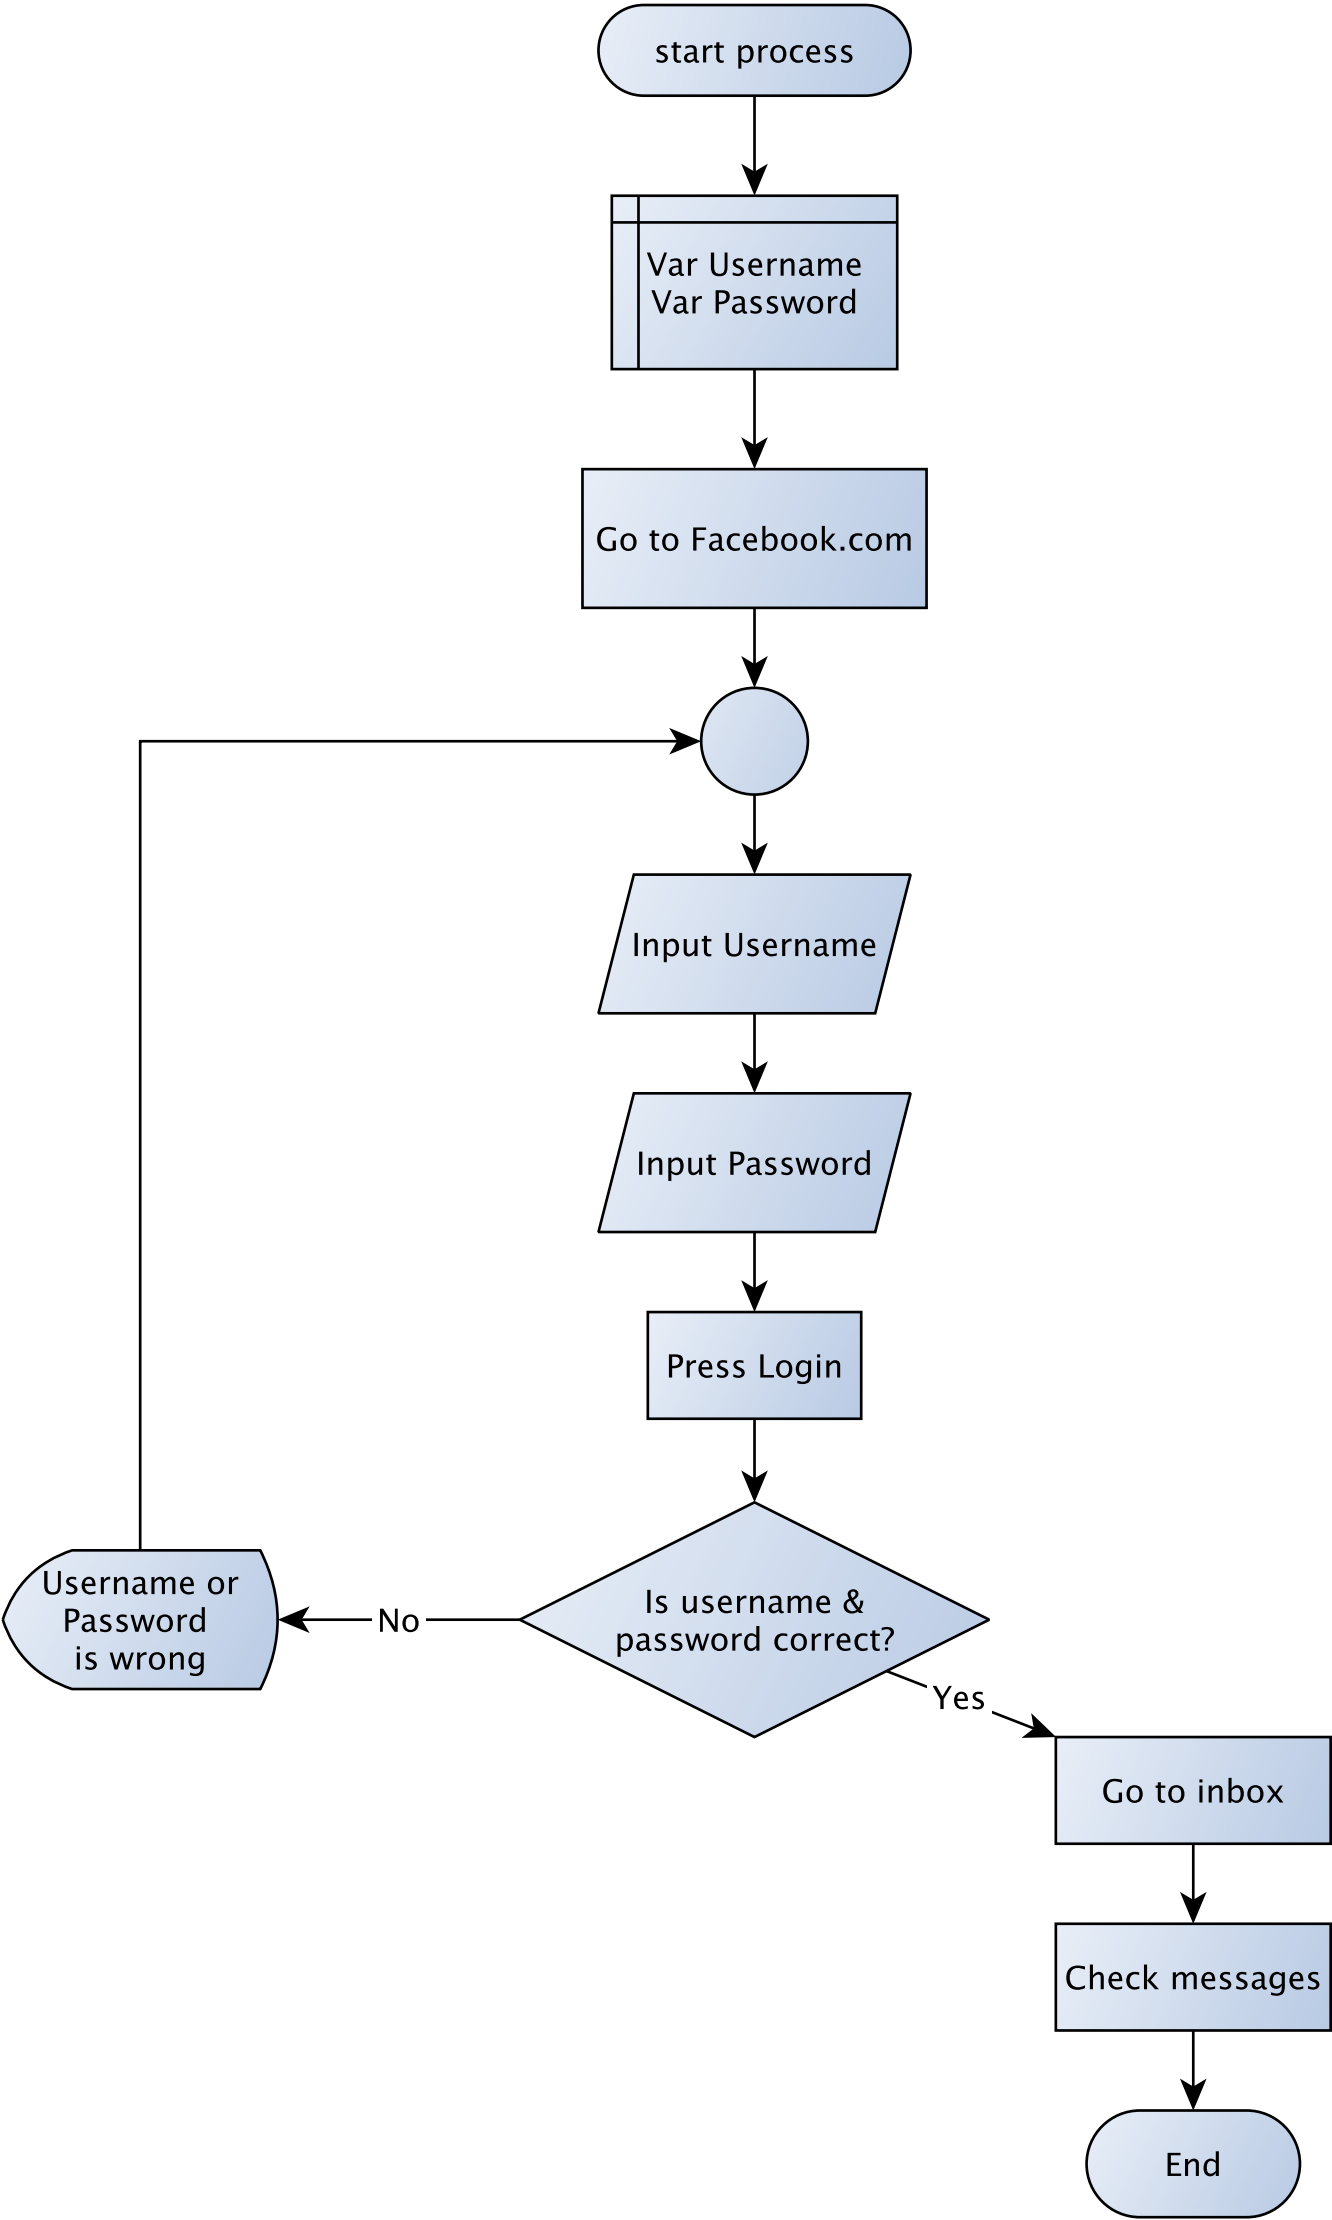 start process
Var Username
Var Password
Go to Facebook.com
Input Username
Input Password
Press Login
Is username &
password correct?
No
Username or
Password
is wrong
Yes
Go to inbox
Check messages
End